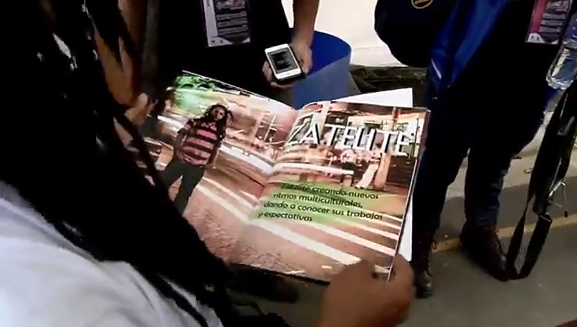 ZATELITE
Zatelite creando nuevos
ritmos multiculturales,
dando a conocer sus trabajos
y expectativas